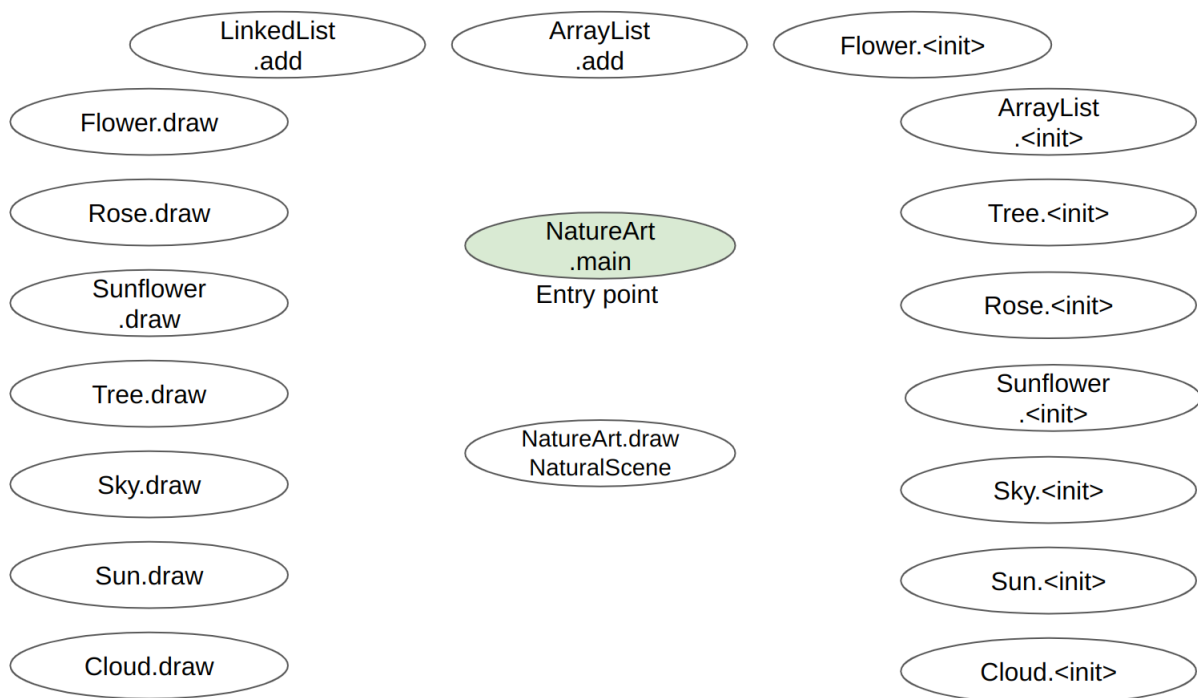 LinkedList
.add
ArrayList
.add
Flower.<init>
Flower.draw
ArrayList
.<init>
Rose.draw
NatureArt
.main
Entry point
Tree.<init>
Sunflower
.draw
Rose.<init>
Tree.draw
Sunflower
.<init>
NatureArt.draw
NaturalScene
Sky.draw
Sky.<init>
Sun.draw
Sun.<init>
Cloud.draw
Cloud.<init>